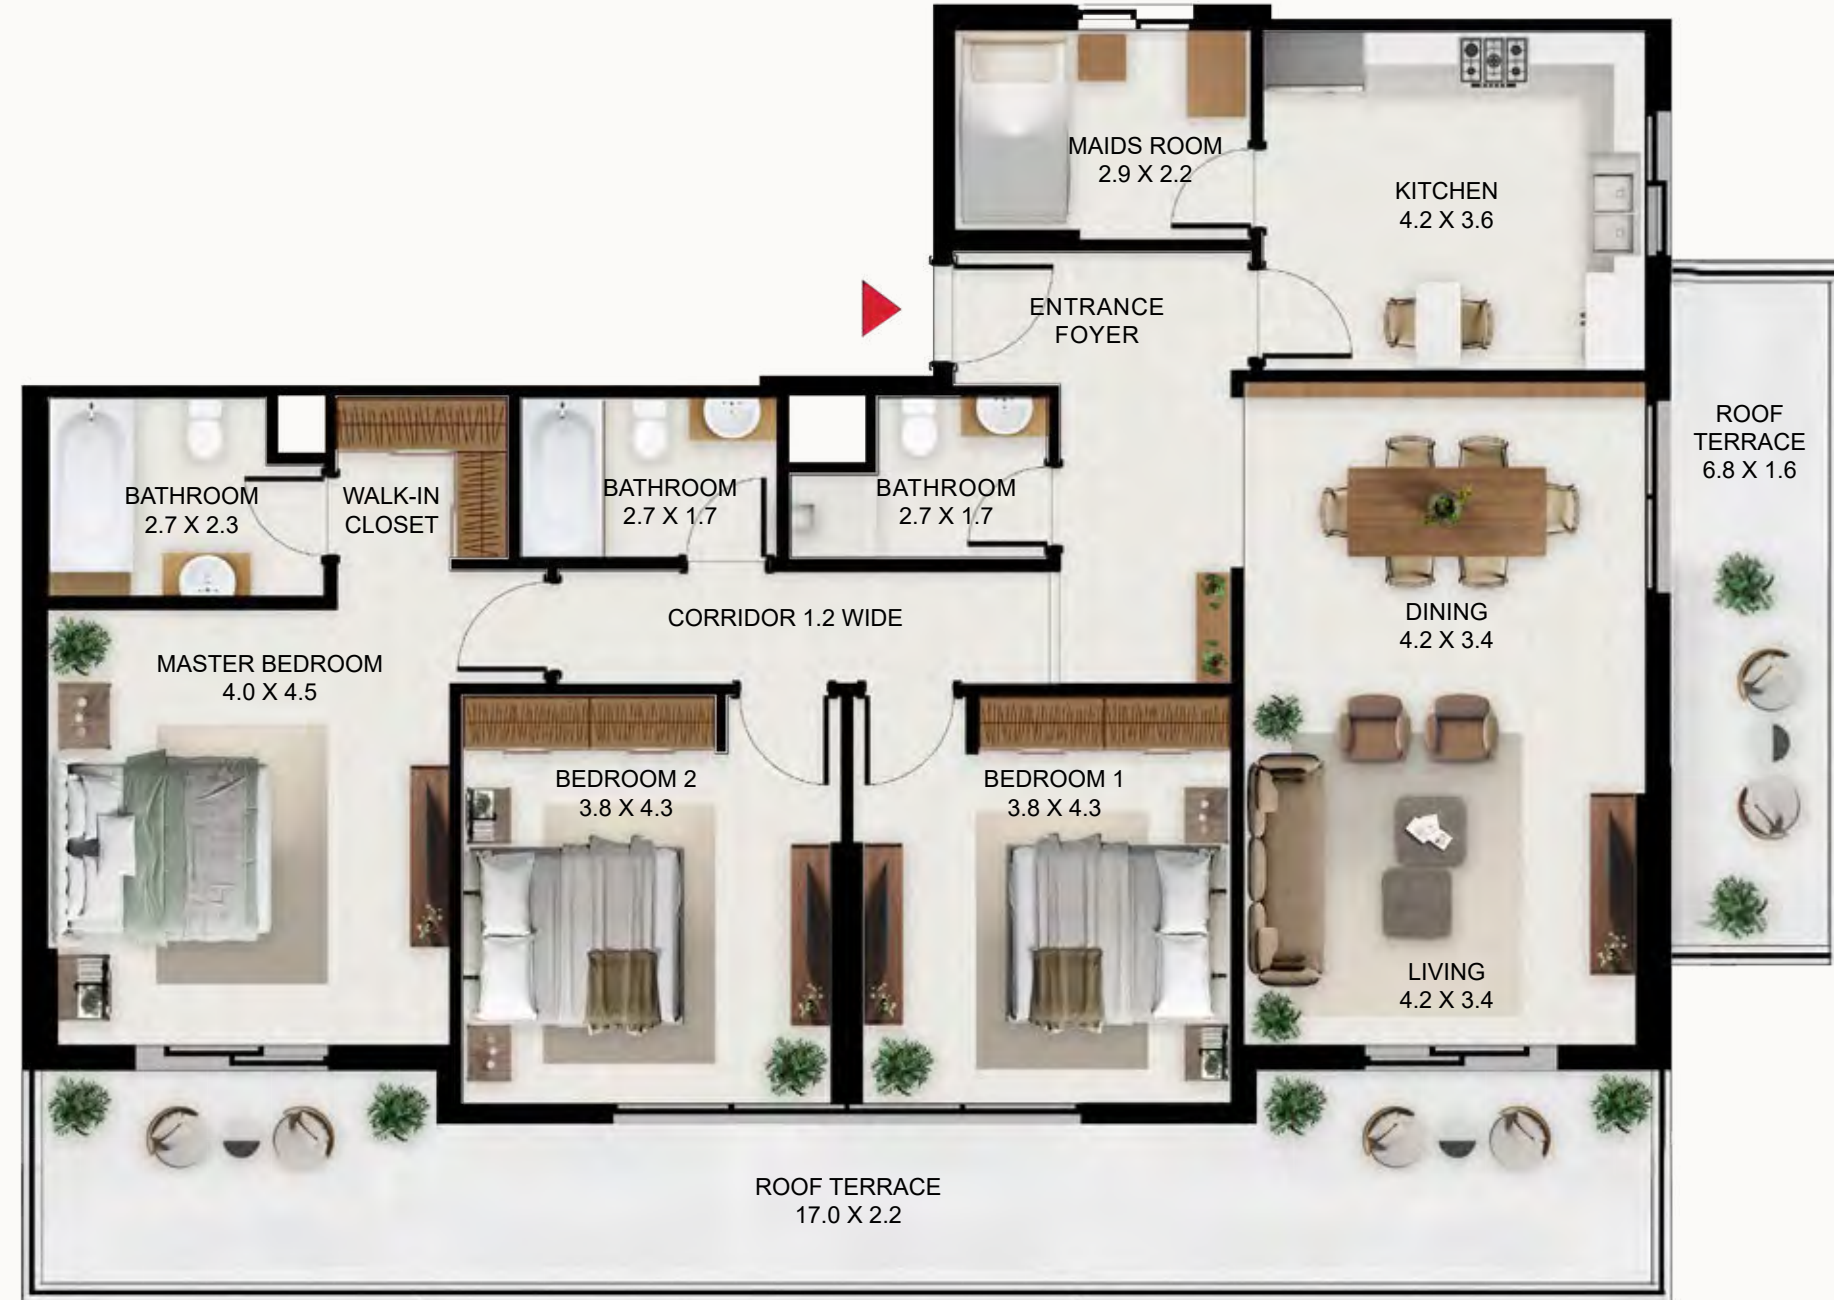 MAIDS ROOM
2.9 X 2.2
KITCHEN
4.2 X 3.6
ENTRANCE
FOYER
ROOF
TERRACE
6.8 X 1.6
BATHROOM
2.7 X 2.3
WALK-IN
CLOSET
BATHROOM
2.7 X 1.7
BATHROOM
2.7 X 1.7
CORRIDOR 1.2 WIDE
DINING
4.2 X 3.4
MASTER BEDROOM
4.0 X 4.5
BEDROOM 2
3.8 X 4.3
BEDROOM 1
3.8 X 4.3
LIVING
4.2 X 3.4
ROOF TERRACE
17.0 X 2.2